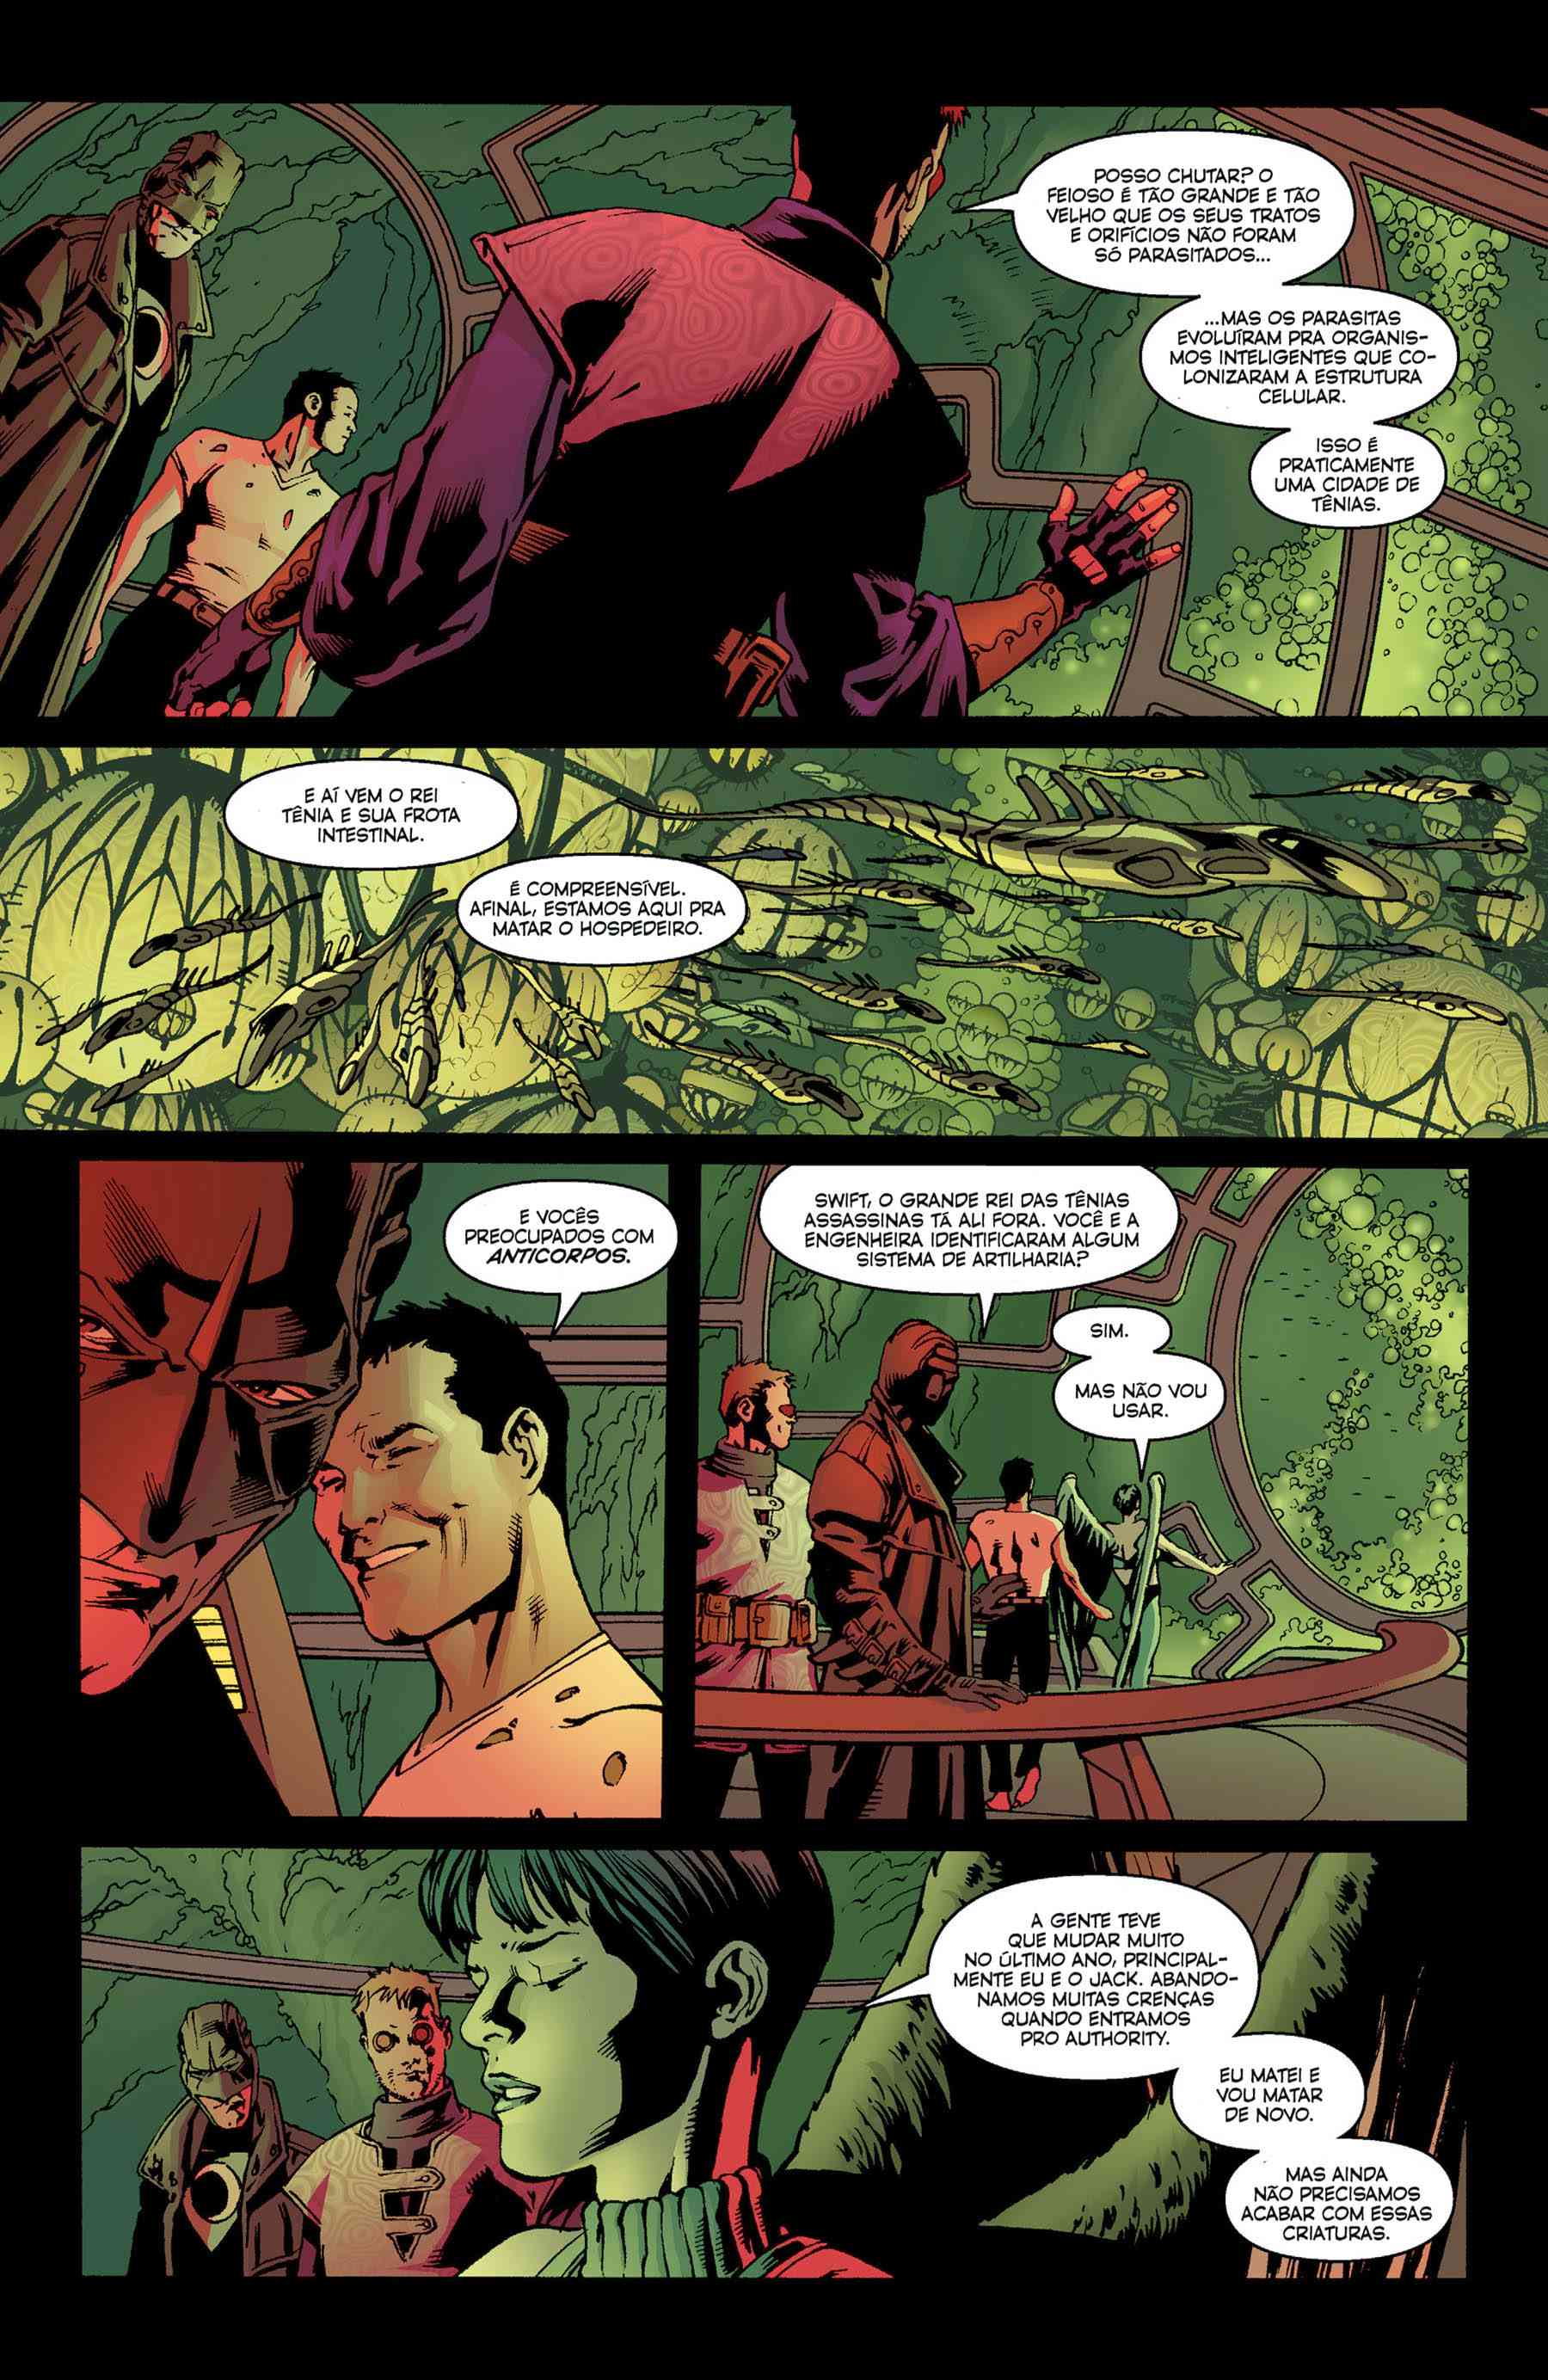 POSSO CHUTAR? O
FEIOSO É TÃO GRANDE E TÃO
VELHO QUE OS SEUS TRATOS
E ORIFÍCIOS NÃO FORAM
SÓ PARASITADOS...
...MAS OS PARASITAS
EVOLUÍRAM PRA ORGANIS-
MOS INTELIGENTES QUE CO-
LONIZARAM A ESTRUTURA
CELULAR.
ISSO É
PRATICAMENTE
UMA CIDADE DE
TÊNIAS.
E AÍ VEM O REI
TÊNIA E SUA FROTA
INTESTINAL.
É COMPREENSÍVEL.
AFINAL, ESTAMOS AQUI PRA
MATAR O HOSPEDEIRO.
E VOCÊS
PREOCUPADOS COM
ANTICORPOS.
SWIFT, O GRANDE REI DAS TÊNIAS
ASSASSINAS TÁ ALI FORA. VOCÊ E A
ENGENHEIRA IDENTIFICARAM ALGUM
SISTEMA DE ARTILHARIA?
SIM.
MAS NÃO VOU
USAR.
A GENTE TEVE
QUE MUDAR MUITO
NO ÚLTIMO ANO, PRINCIPAL-
MENTE EU E O JACK. ABANDO-
NAMOS MUITAS CRENÇAS
QUANDO ENTRAMOS
PRO AUTHORITY.
EU MATEI E
VOU MATAR
DE NOVO.
MAS AINDA
NÃO PRECISAMOS
ACABAR COM ESSAS
CRIATURAS.